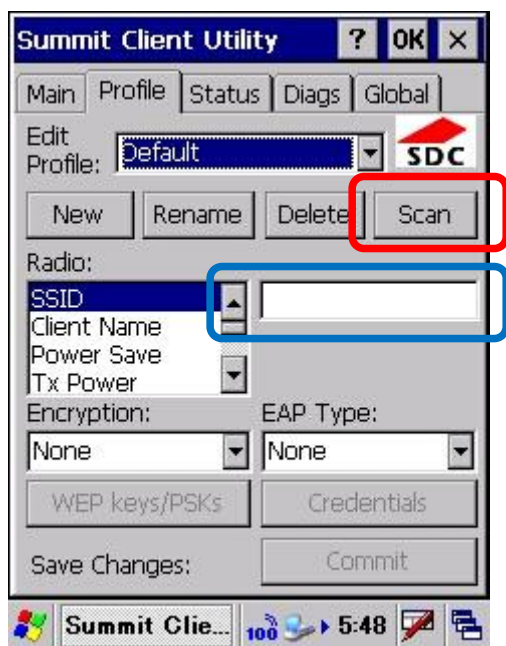 Summit Client Utility ? OK ×
Main Profile Status Diags Global
Edit
Profile: Default
SDC
New Rename Delete Scan
Radio:
SSID
Client Name
Power Save
Tx Power
Encryption: EAP Type:
None None
WEP keys/PSKs Credentials
Save Changes: Commit
Summit Clie... 100 5:48